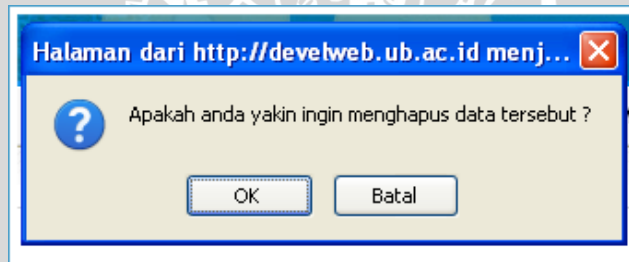 Halaman dari http://develweb.ub.ac.id menj...
Apakah anda yakin ingin menghapus data tersebut ?
OK
Batal